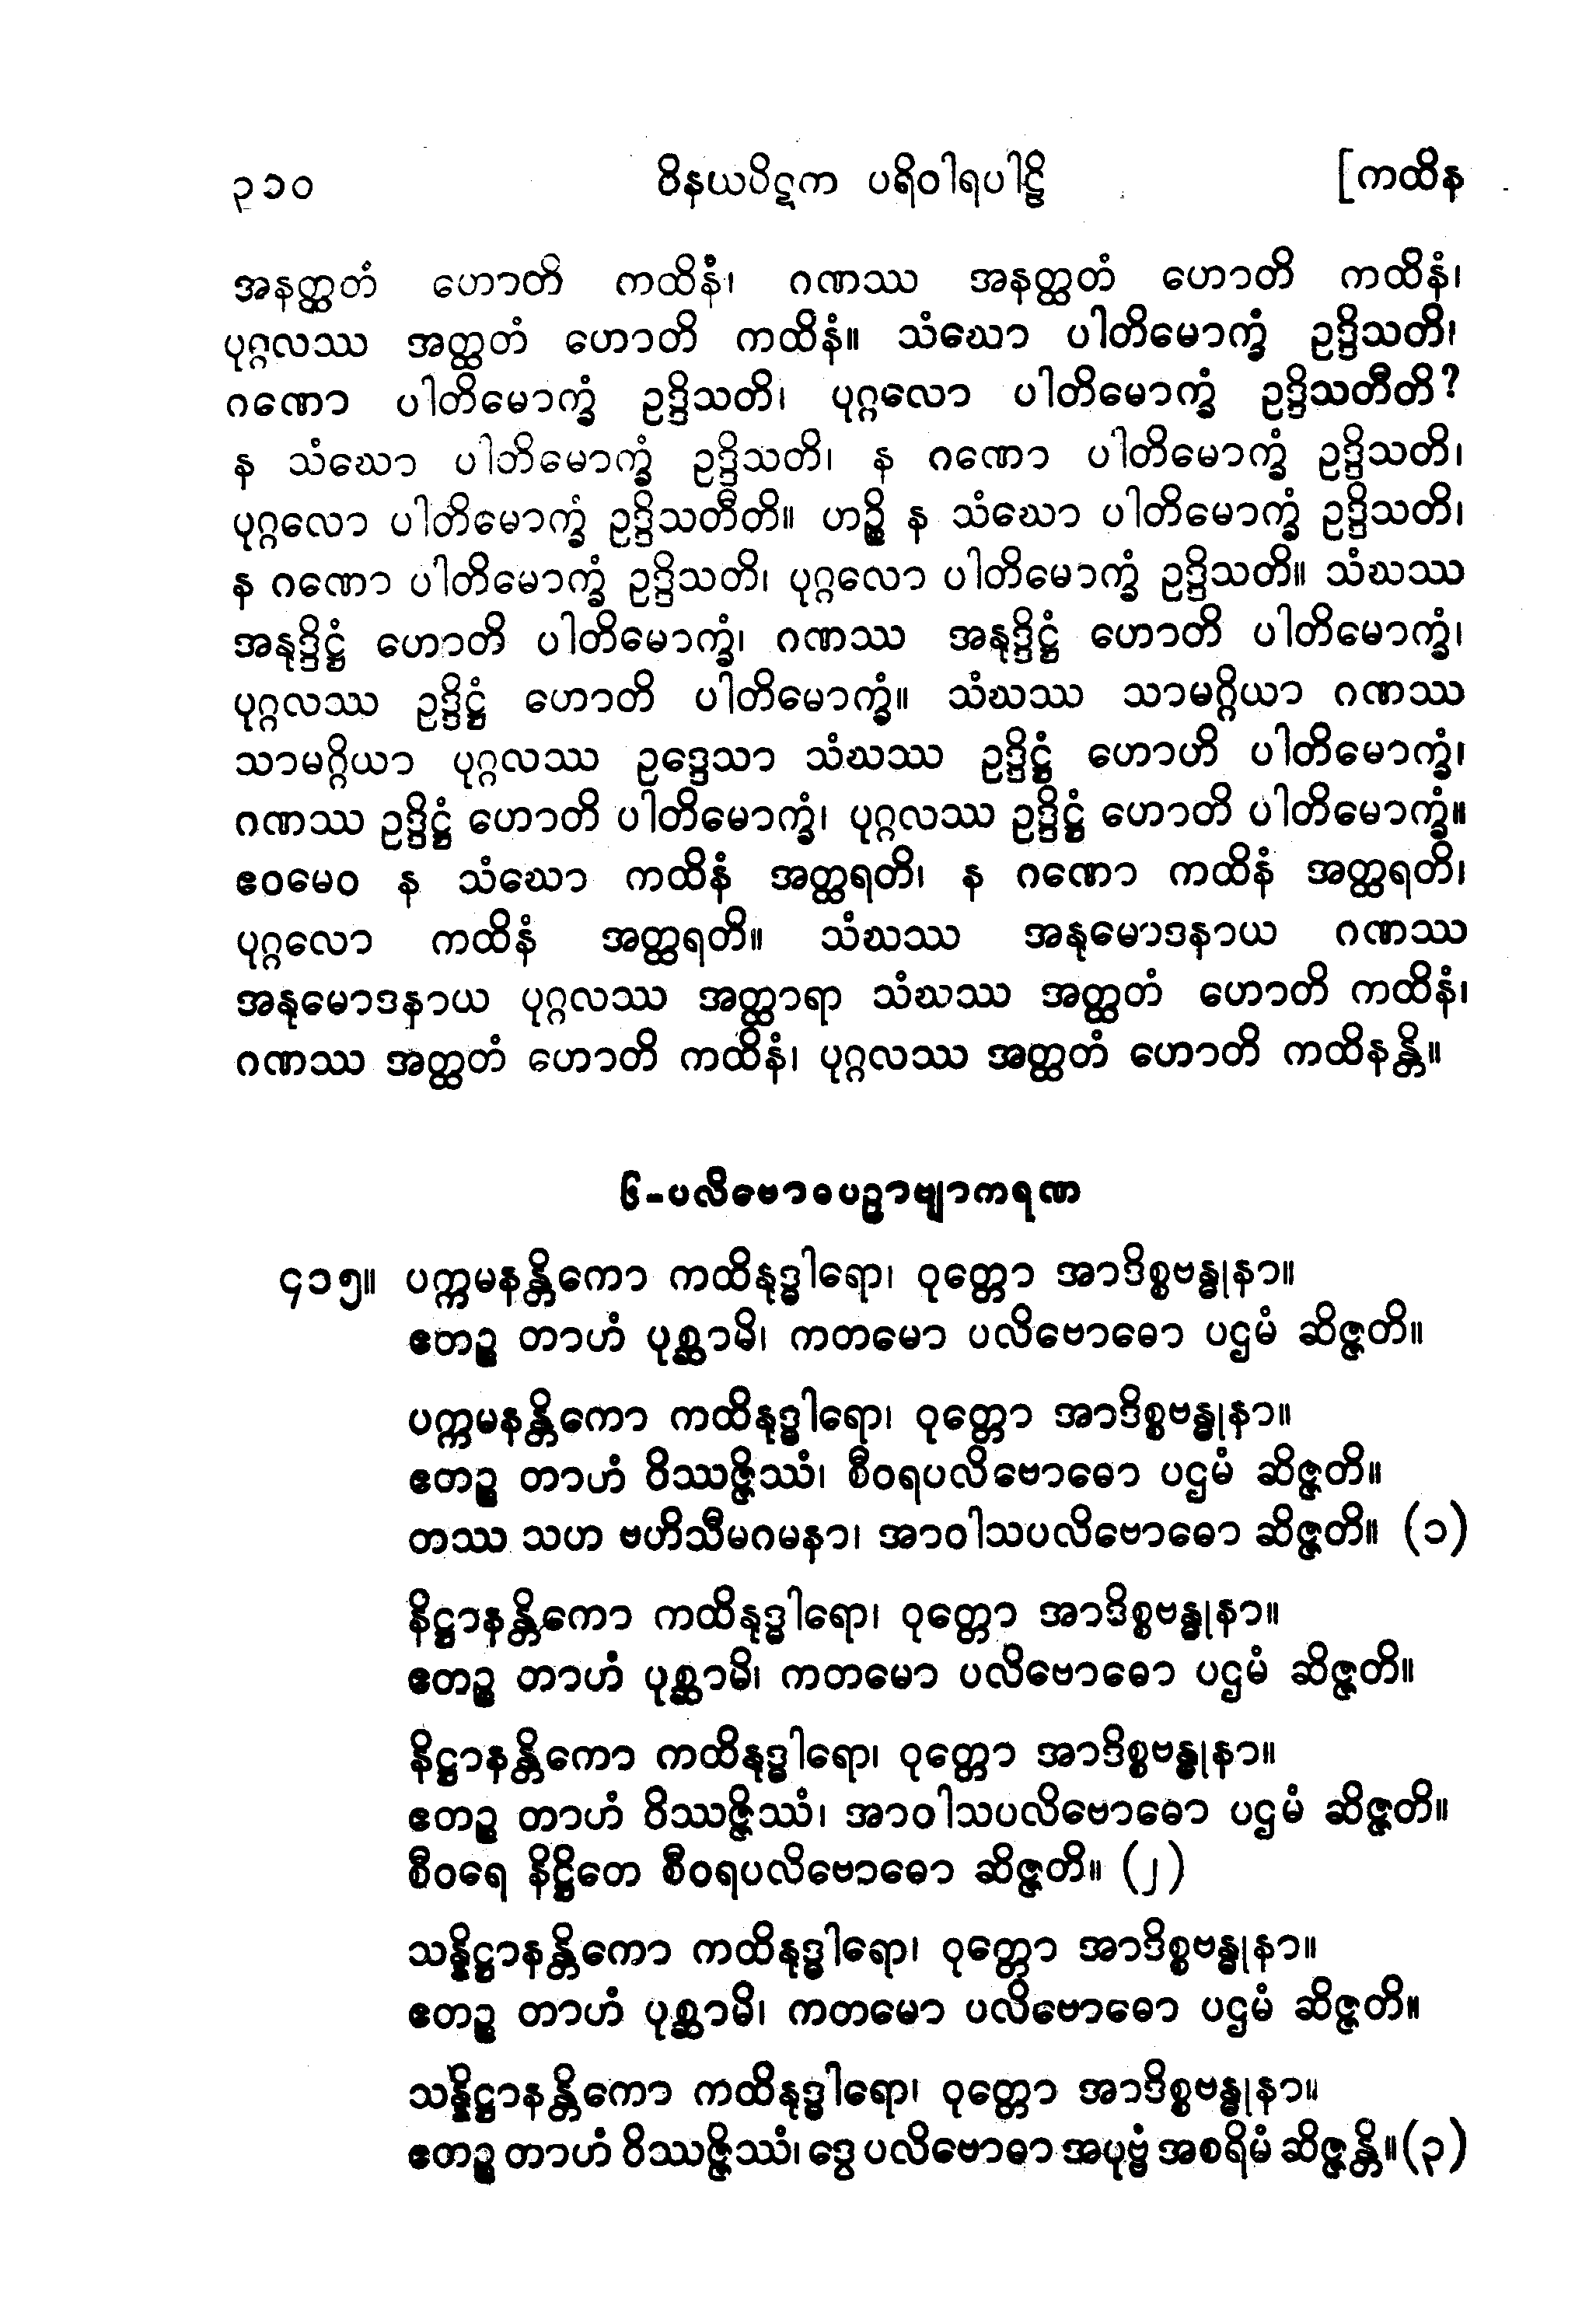 ၃၁၀ ဝိနယပိဋက ပရိဝါရပါဠိ [ကထိန
အနတ္ထတံ ဟောတိ ကထိနံ၊ ဂဏဿ အနတ္ထတံ ဟောတိ ကထိနံ၊
ပုဂ္ဂလဿ အတ္ထတံ ဟောတိ ကထိနံ။ သံဃော ပါတိမောက္ခံ ဥဒ္ဒိသတိ၊
ဂဏော ပါတိမောက္ခံ ဥဒ္ဒိသတိ၊ ပုဂ္ဂလော ပါတိမောက္ခံ ဥဒ္ဒိသတီတိ?
န သံဃော ပါတိမောက္ခံ ဥဒ္ဒိသတိ၊ န ဂဏော ပါတိမောက္ခံ ဥဒ္ဒိသတိ၊
ပုဂ္ဂလော ပါတိမောက္ခံ ဥဒ္ဒိသတီတိ။ ဟဉ္စိ န သံဃော ပါတိမောက္ခံ ဥဒ္ဒိသတိ၊
န ဂဏော ပါတိမောက္ခံ ဥဒ္ဒိသတိ၊ ပုဂ္ဂလော ပါတိမောက္ခံ ဥဒ္ဒိသတိ။ သံဃဿ
အနုဒ္ဒိဋ္ဌံ ဟောတိ ပါတိမောက္ခံ၊ ဂဏဿ အနုဒ္ဒိဋ္ဌံ ဟောတိ ပါတိမောက္ခံ၊
ပုဂ္ဂလဿ ဥဒ္ဒိဋ္ဌံ ဟောတိ ပါတိမောက္ခံ။ သံဃဿ သာမဂ္ဂိယာ ဂဏဿ
သာမဂ္ဂိယာ ပုဂ္ဂလဿ ဥဒ္ဒေသာ သံဃဿ ဥဒ္ဒိဋ္ဌံ ဟောဟိ ပါတိမောက္ခံ၊
ဂဏဿ ဥဒ္ဒိဋ္ဌံ ဟောတိ ပါတိမောက္ခံ၊ ပုဂ္ဂလဿ ဥဒ္ဒိဋ္ဌံ ဟောတိ ပါတိမောက္ခံ။
ဧဝမေဝ န သံဃော ကထိနံ အတ္ထရတိ၊ န ဂဏော ကထိနံ အတ္ထရတိ၊
ပုဂ္ဂလော ကထိနံ အတ္ထရတိ။ သံဃဿ အနုမောဒနာယ ဂဏဿ
အနုမောဒနာယ ပုဂ္ဂလဿ အတ္ထာရာ သံဃဿ အတ္ထတံ ဟောတိ ကထိနံ၊
ဂဏဿ အတ္ထတံ ဟောတိ ကထိနံ၊ ပုဂ္ဂလဿ အတ္ထတံ ဟောတိ ကထိနန္တိ။
၆-ပလိဗောဓပဉှာဗျာကရဏ
၄၁၅။ ပက္ကမနန္တိကော ကထိနုဒ္ဓါရော၊ ဝုတ္တော အာဒိစ္စဗန္ဓုနာ။
ဧတဉ္စ တာဟံ ပုစ္ဆာမိ၊ ကတမော ပလိဗောဓော ပဌမံ ဆိဇ္ဇတိ။
ပက္ကမနန္တိကော ကထိနုဒ္ဓါရော၊ ဝုတ္တော အာဒိစ္စဗန္ဓုနာ။
ဧတဉ္စ တာဟံ ဝိဿဇ္ဇိဿံ၊ စီဝရပလိဗောဓော ပဌမံ ဆိဇ္ဇတိ။
တဿ သဟ ဗဟိသီမဂမနာ၊ အာဝါသပလိဗောဓော ဆိဇ္ဇတိ။ (၁)
နိဋ္ဌာနန္တိကော ကထိနုဒ္ဓါရော၊ ဝုတ္တော အာဒိစ္စဗန္ဓုနာ။
ဧတဉ္စ တာဟံ ပုစ္ဆာမိ၊ ကတမော ပလိဗောဓော ပဌမံ ဆိဇ္ဇတိ။
နိဋ္ဌာနန္တိကော ကထိနုဒ္ဓါရော၊ ဝုတ္တော အာဒိစ္စဗန္ဓုနာ။
ဧတဉ္စ တာဟံ ဝိဿဇ္ဇိဿံ၊ အာဝါသပလိဗောဓော ပဌမံ ဆိဇ္ဇတိ။
စီဝရေ နိဋ္ဌိတေ စီဝရပလိဗောဓော ဆိဇ္ဇတိ။ (၂)
သန္နိဋ္ဌာနန္တိကော ကထိနုဒ္ဓါရော၊ ဝုတ္တော အာဒိစ္စဗန္ဓုနာ။
ဧတဉ္စ တာဟံ ပုစ္ဆာမိ၊ ကတမော ပလိဗောဓော ပဌမံ ဆိဇ္ဇတိ။
သန္နိဋ္ဌာနန္တိကော ကထိနုဒ္ဓါရော၊ ဝုတ္တော အာဒိစ္စဗန္ဓုနာ။
ဧတဉ္စ တာဟံ ဝိဿဇ္ဇိဿံ၊ ဒွေ ပလိဗောဓာ အပုဗ္ဗံ အစရိမံ ဆိဇ္ဇန္တိ။ (၃)